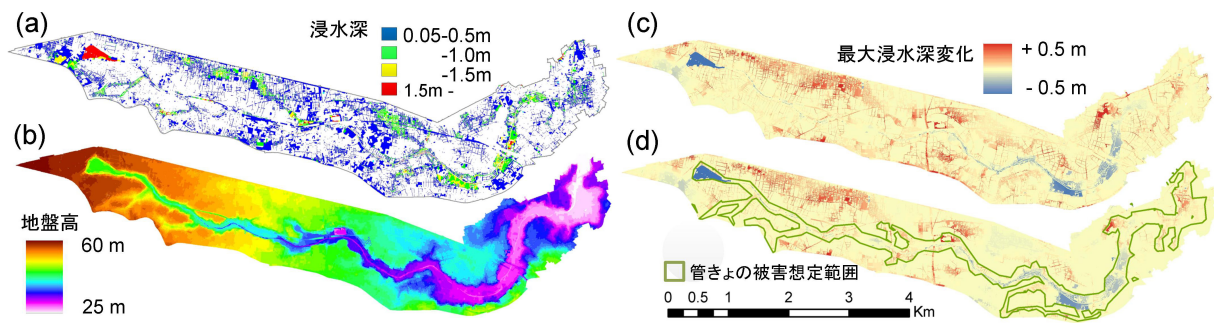 (a)
浸水深
0.05-0.5m
-1.0m
-1.5m
1.5m -
(b)
地盤高
60 m
25 m
(c)
最大浸水深変化
+ 0.5 m
- 0.5 m
(d)
管きょの被害想定範囲
0 0.5 1 2 3 4
Km